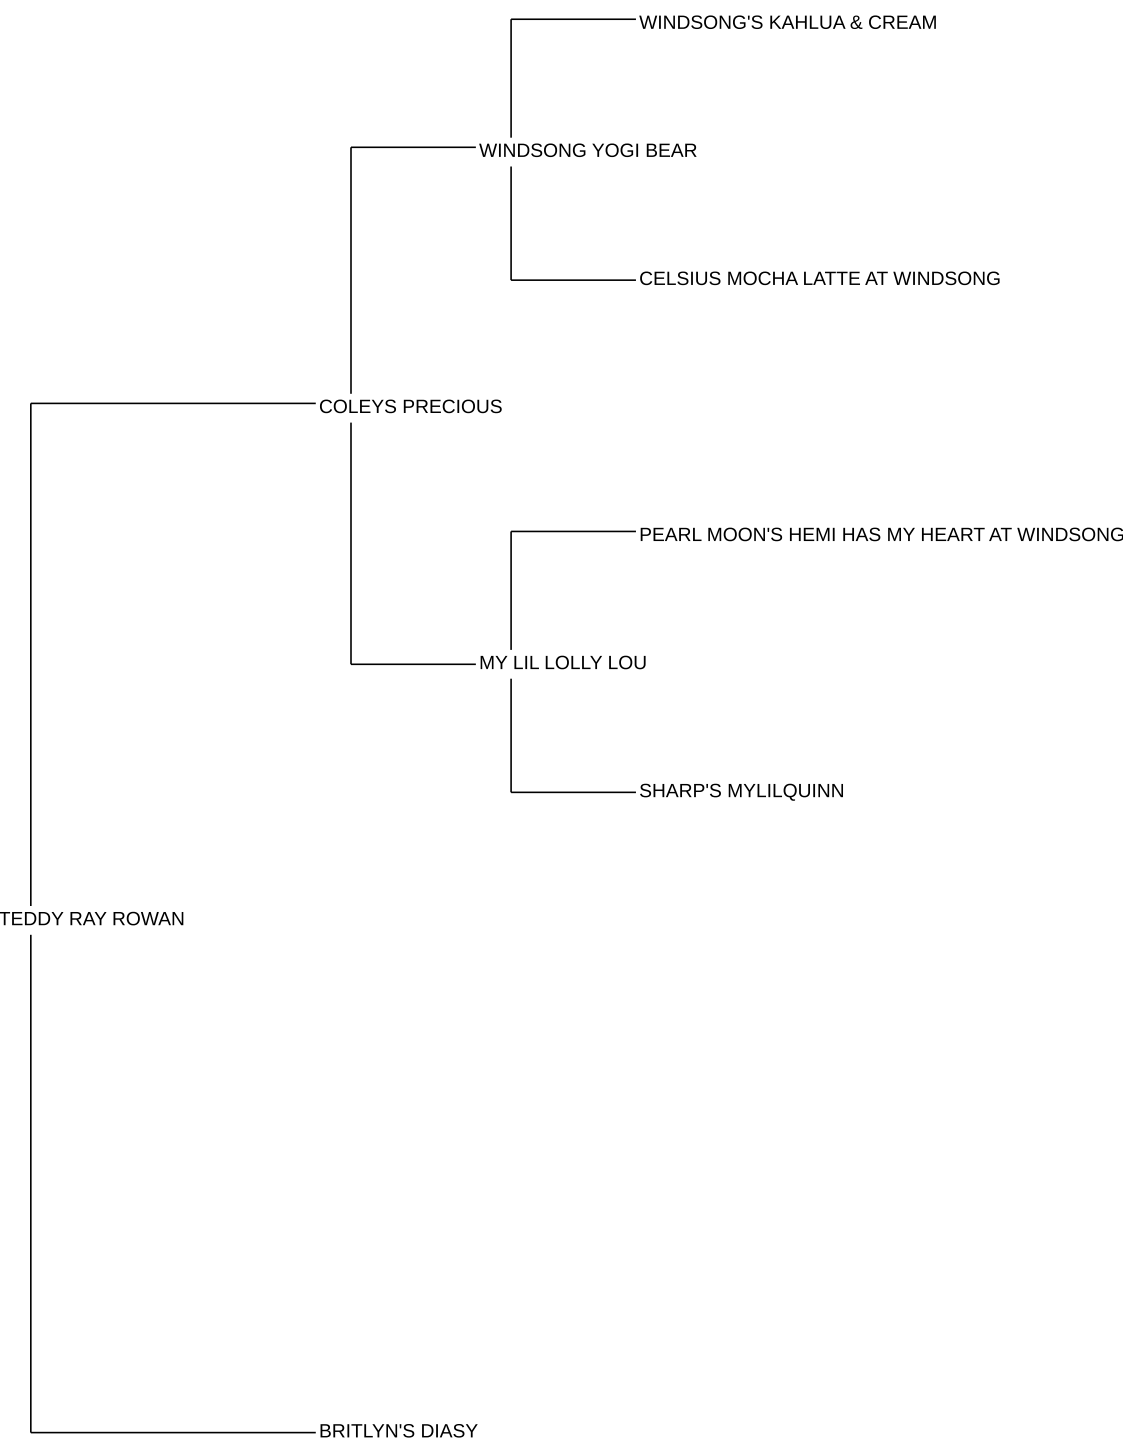 WINDSONG'S KAHLUA & CREAM
WINDSONG YOGI BEAR
CELSIUS MOCHA LATTE AT WINDSONG
COLEYS PRECIOUS
PEARL MOON'S HEMI HAS MY HEART AT WINDSONG
MY LIL LOLLY LOU
SHARP'S MYLILQUINN
TEDDY RAY ROWAN
BRITLYN'S DIASY